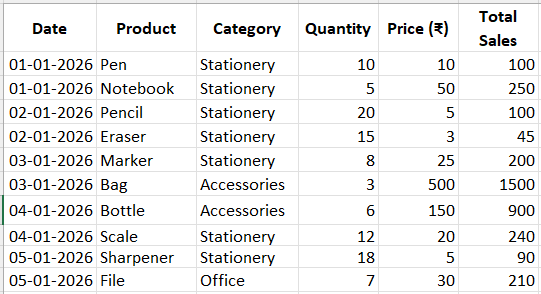 Date Product Category Quantity Price (₹) Total Sales
01-01-2026 Pen Stationery 10 10 100
01-01-2026 Notebook Stationery 5 50 250
02-01-2026 Pencil Stationery 20 5 100
02-01-2026 Eraser Stationery 15 3 45
03-01-2026 Marker Stationery 8 25 200
03-01-2026 Bag Accessories 3 500 1500
04-01-2026 Bottle Accessories 6 150 900
04-01-2026 Scale Stationery 12 20 240
05-01-2026 Sharpener Stationery 18 5 90
05-01-2026 File Office 7 30 210